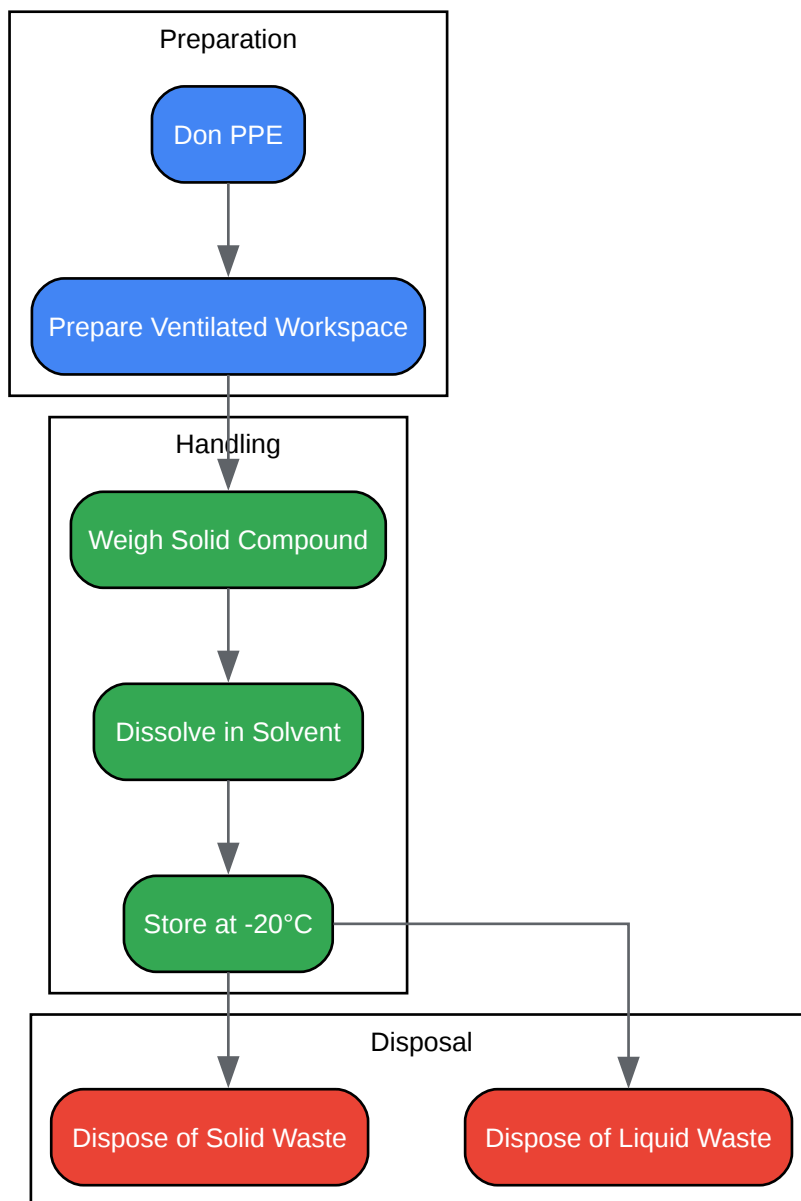 Preparation
Don PPE
Prepare Ventilated Workspace
Handling
Weigh Solid Compound
Dissolve in Solvent
Store at -20°C
Disposal
Dispose of Solid Waste
Dispose of Liquid Waste